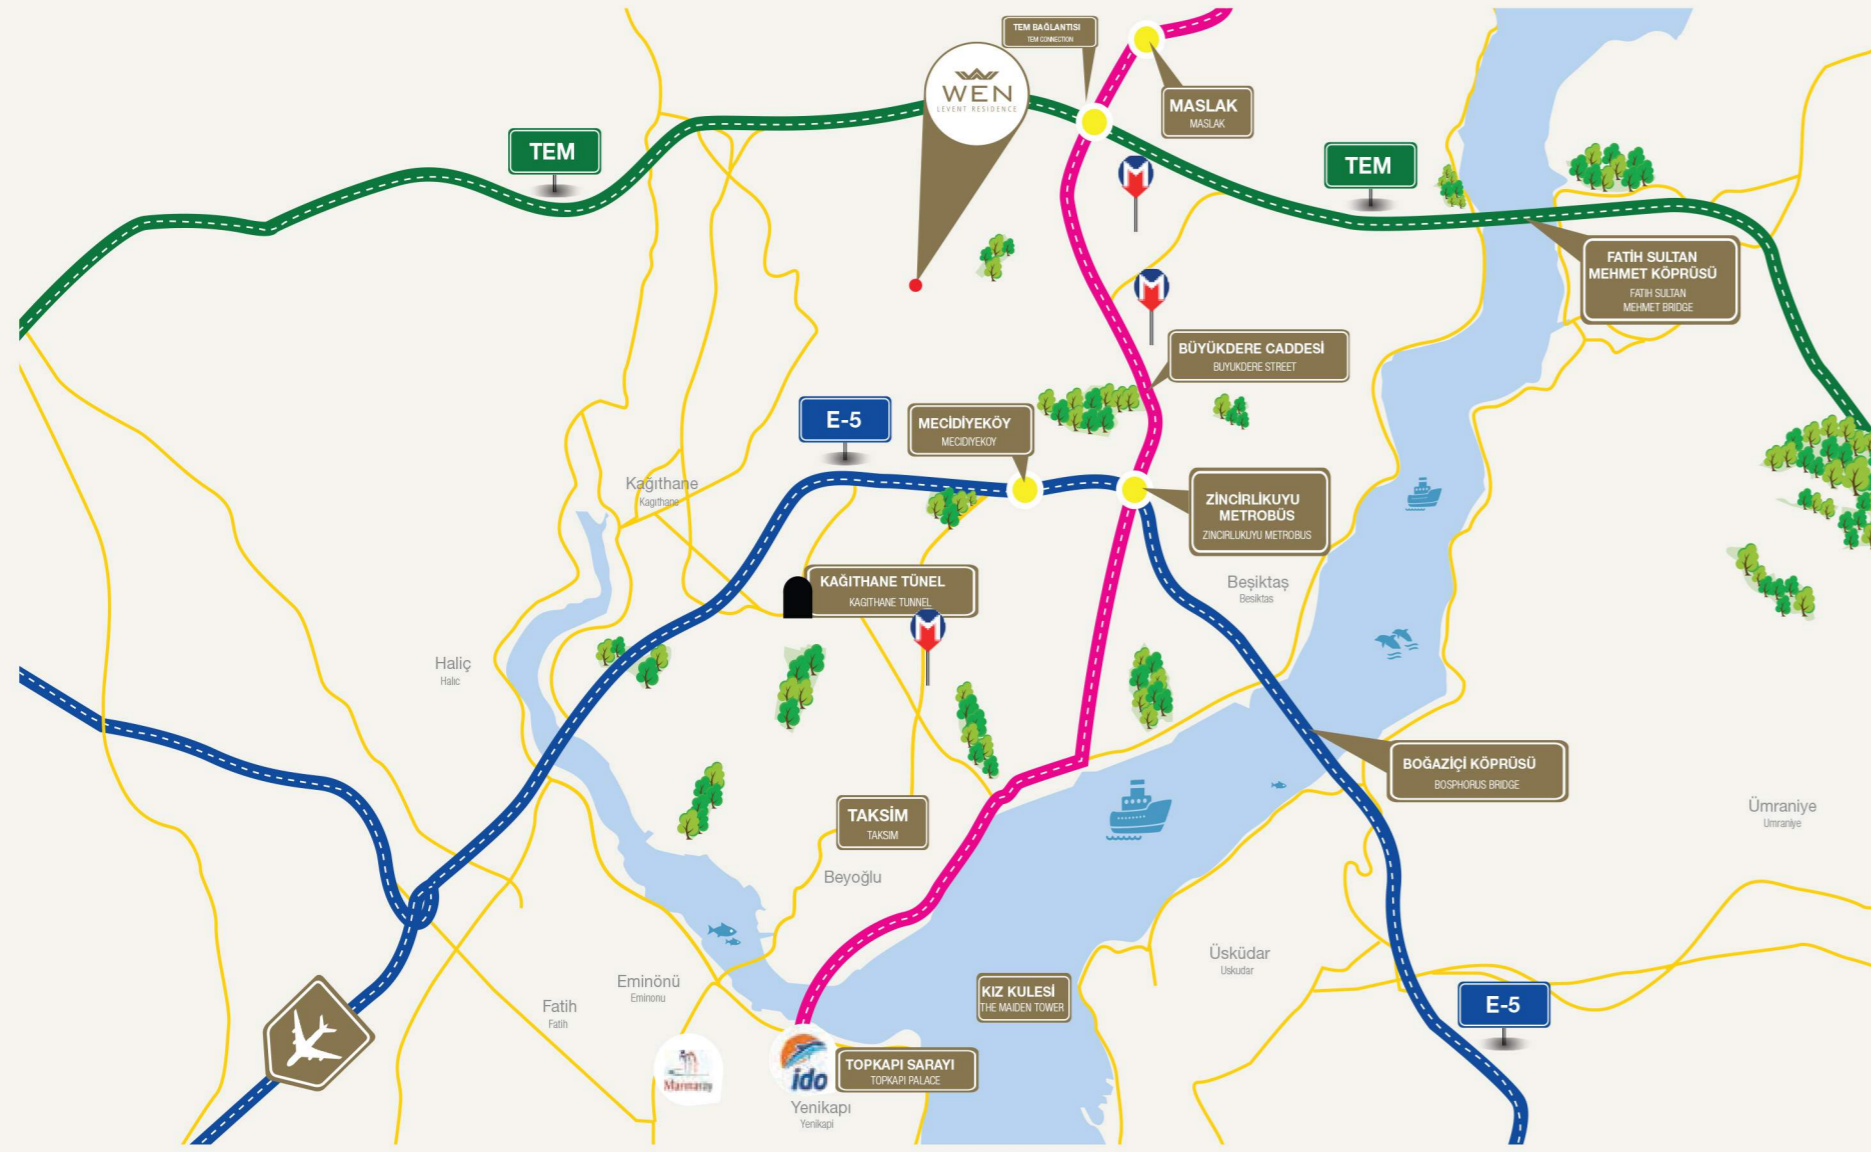 TEM BAĞLANTISI
TEM CONNECTION
WEN
LEVENT RESIDENCE
MASLAK
MASLAK
TEM
TEM
M
FATİH SULTAN
MEHMET KÖPRÜSÜ
FATIH SULTAN
MEHMET BRIDGE
M
BÜYÜKDERE CADDESİ
BUYUKDERE STREET
E-5
MECİDİYEKÖY
MECIDIYEKOY
Kağıthane
Kagithane
ZİNCİRLİKUYU
METROBÜS
ZINCIRLUKUYU METROBUS
KAĞITHANE TÜNEL
KAGITHANE TUNNEL
Beşiktaş
Besiktas
M
Haliç
Halic
BOĞAZİÇİ KÖPRÜSÜ
BOSPHORUS BRIDGE
TAKSİM
TAKSIM
Ümraniye
Umraniye
Beyoğlu
Üsküdar
Uskudar
Eminönü
Eminonu
KIZ KULESİ
THE MAIDEN TOWER
Fatih
Fatih
E-5
Marmaray
ido
TOPKAPI SARAYI
TOPKAPI PALACE
Yenikapı
Yenikapi